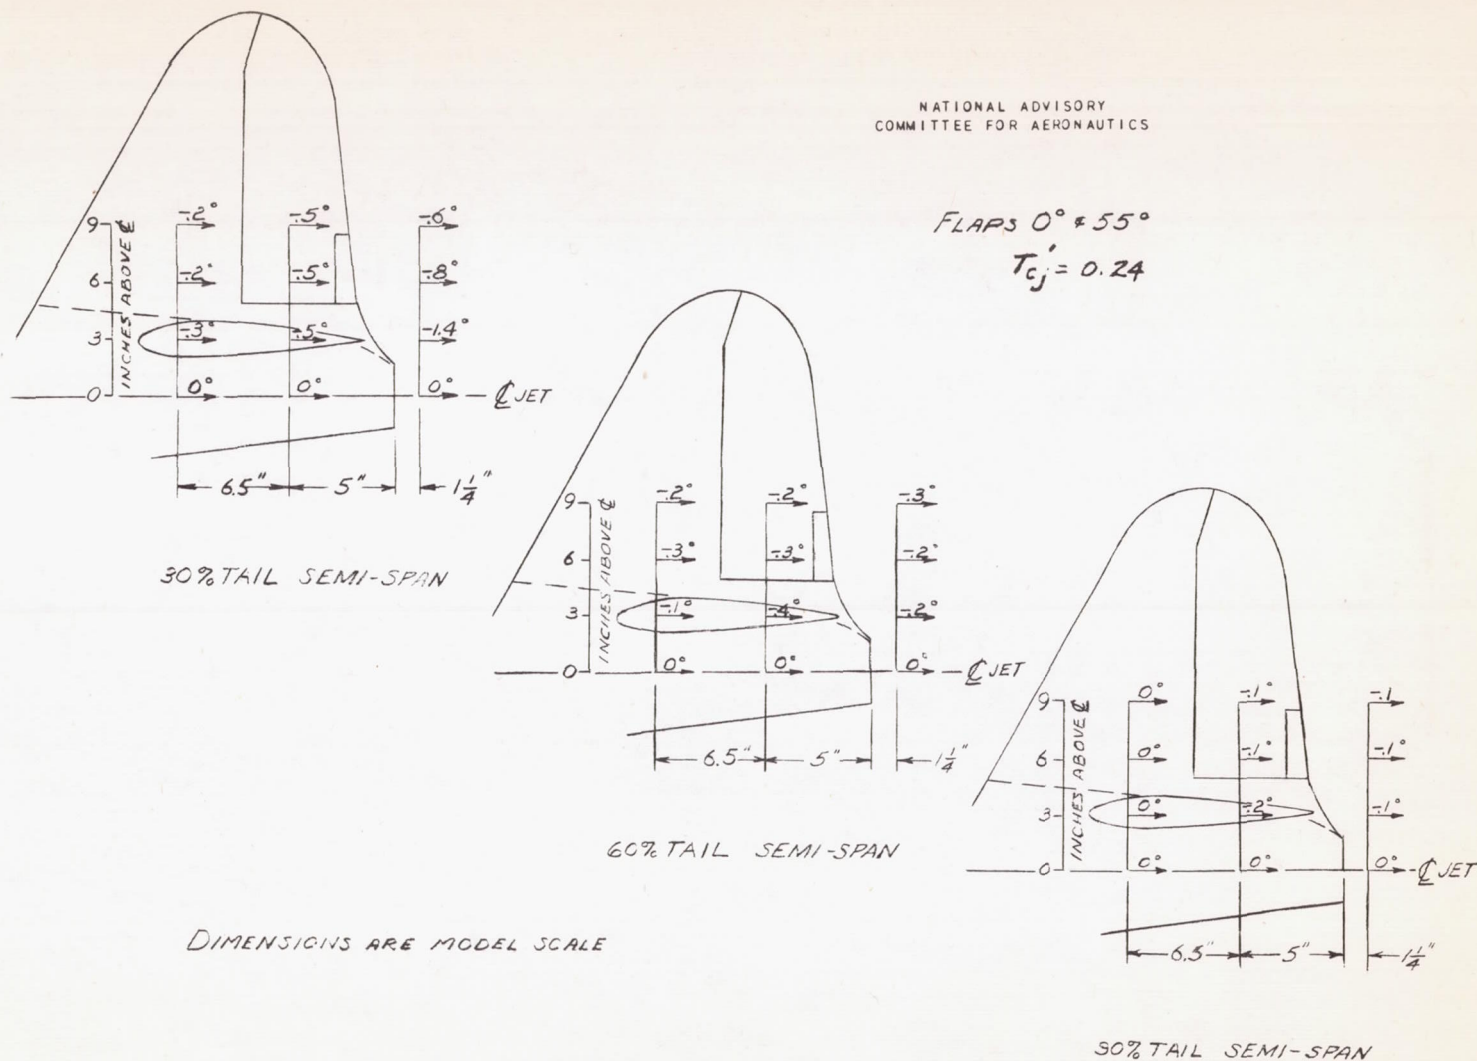 NATIONAL ADVISORY
COMMITTEE FOR AERONAUTICS
FLAPS 0° & 55°
Tcj' = 0.24
INCHES ABOVE ℄
9 -.2° -.5° -.6°
6 -.2° -.5° -.8°
3 -.3° -.5° -1.4°
0 0° 0° 0° ℄ JET
6.5" 5" 1 1/4"
30% TAIL SEMI-SPAN
INCHES ABOVE ℄
9 -.2° -.2° -.3°
6 -.3° -.3° -.2°
3 -.1° -.4° -.2°
0 0° 0° 0° ℄ JET
6.5" 5" 1 1/4"
60% TAIL SEMI-SPAN
INCHES ABOVE ℄
9 0° -.1° -.1
6 0° -.1° -.1°
3 0° -.2° -.1°
0 0° 0° 0° ℄ JET
6.5" 5" 1 1/4"
90% TAIL SEMI-SPAN
DIMENSIONS ARE MODEL SCALE